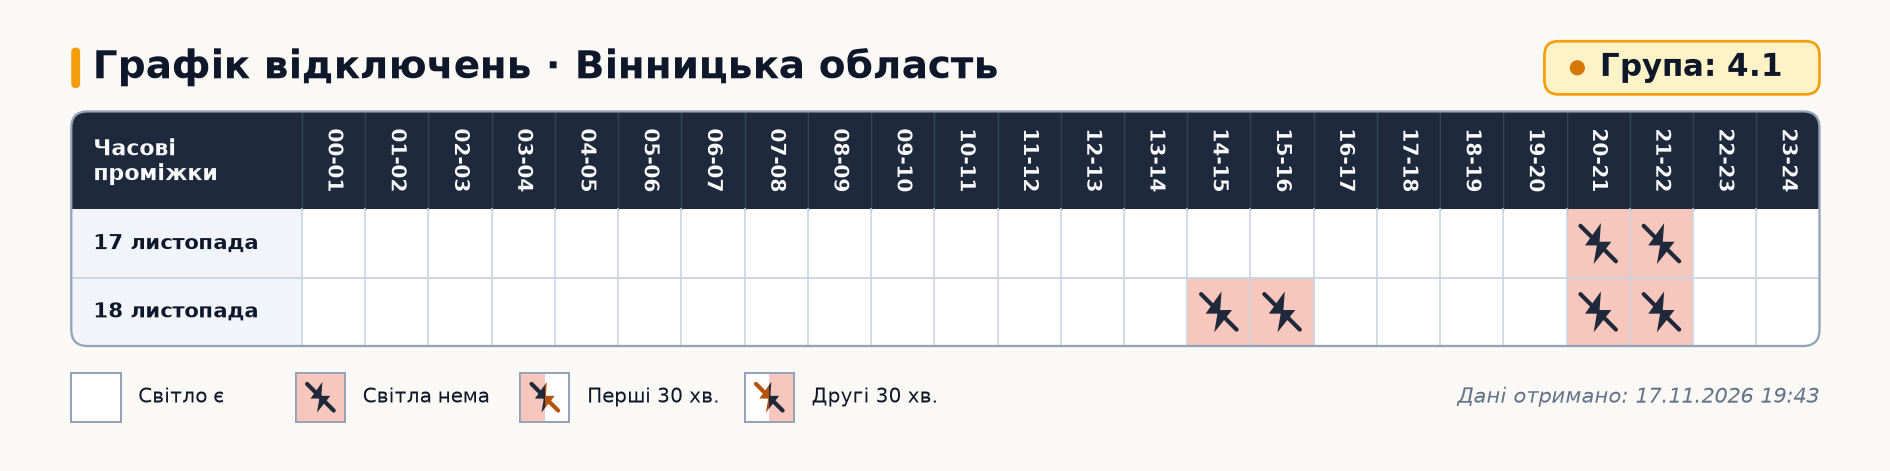 Графік відключень · Вінницька область
Група: 4.1
Часові
проміжки
00-01 01-02 02-03 03-04 04-05 05-06 06-07 07-08 08-09 09-10 10-11 11-12 12-13 13-14 14-15 15-16 16-17 17-18 18-19 19-20 20-21 21-22 22-23 23-24
17 листопада
18 листопада
Світло є Світла нема Перші 30 хв. Другі 30 хв.
Дані отримано: 17.11.2026 19:43